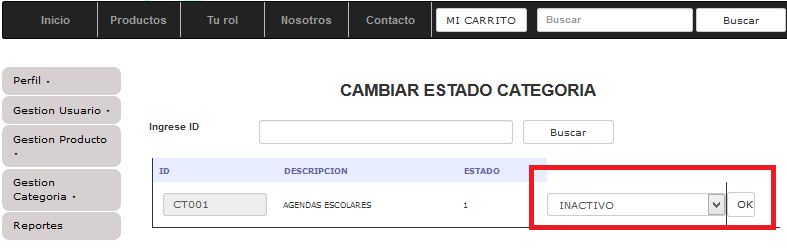 Inicio Productos Tu rol Nosotros Contacto MI CARRITO Buscar Buscar
Perfil
Gestion Usuario
Gestion Producto
Gestion
Categoria
Reportes
CAMBIAR ESTADO CATEGORIA
Ingrese ID Buscar
ID DESCRIPCION ESTADO
CT001 AGENDAS ESCOLARES 1 INACTIVO OK